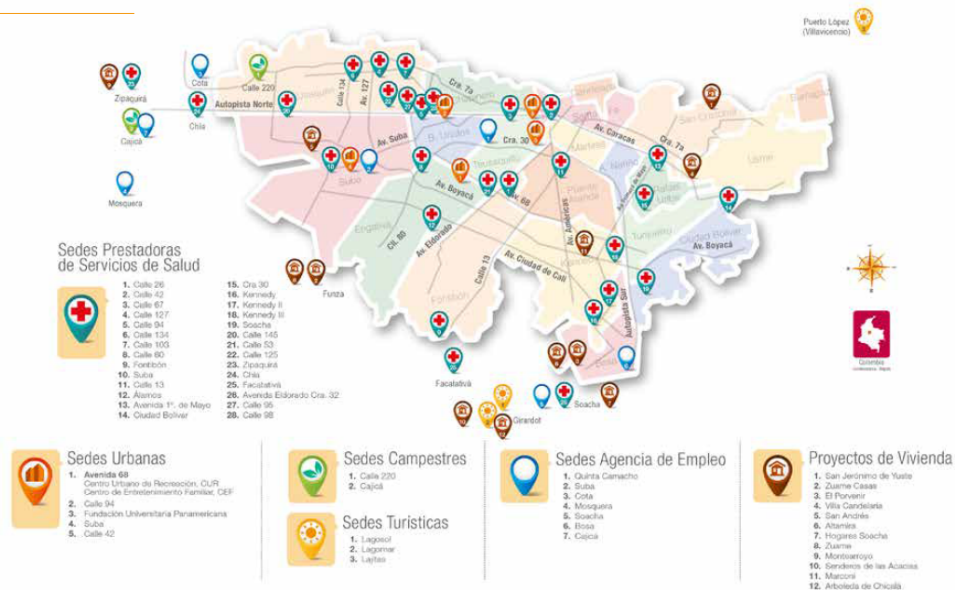 Puerto López
(Villavicencio)
Cota
Calle 220
Zipaquirá
Autopista Norte
Calle 134
Av. 127
Cra. 7a
Chía
Cajicá
Av. Suba
B. Unidos
Cra. 30
Av. Caracas
San Cristóbal
Cra. 7a
Usme
Mosquera
Suba
Teusaquillo
Av. Boyacá
Av. 68
Puente Aranda
Engativá
Cll. 80
Av. Eldorado
Av. Américas
Tunjuelito
Ciudad Bolívar
Av. Boyacá
Calle 13
Av. Ciudad de Cali
Fontibón
Autopista Sur
Bosa
Funza
Facatativá
Soacha
Girardot
Colombia
Sedes Prestadoras
de Servicios de Salud
1. Calle 26
2. Calle 42
3. Calle 67
4. Calle 127
5. Calle 94
6. Calle 134
7. Calle 103
8. Calle 60
9. Fontibón
10. Suba
11. Calle 13
12. Álamos
13. Avenida 1º. de Mayo
14. Ciudad Bolívar
15. Cra 30
16. Kennedy
17. Kennedy II
18. Kennedy III
19. Soacha
20. Calle 145
21. Calle 53
22. Calle 125
23. Zipaquirá
24. Chía
25. Facatativá
26. Avenida Eldorado Cra. 32
27. Calle 95
28. Calle 98
Sedes Urbanas
1. Avenida 68
Centro Urbano de Recreación, CUR
Centro de Entretenimiento Familiar, CEF
2. Calle 94
3. Fundación Universitaria Panamericana
4. Suba
5. Calle 42
Sedes Campestres
1. Calle 220
2. Cajicá
Sedes Turísticas
1. Lagosol
2. Lagomar
3. Lajitas
Sedes Agencia de Empleo
1. Quinta Camacho
2. Suba
3. Cota
4. Mosquera
5. Soacha
6. Bosa
7. Cajicá
Proyectos de Vivienda
1. San Jerónimo de Yuste
2. Zuame Casas
3. El Porvenir
4. Villa Candelaria
5. San Andrés
6. Altamira
7. Hogares Soacha
8. Zuame
9. Montearroyo
10. Senderos de las Acacias
11. Marconi
12. Arboleda de Chicalá